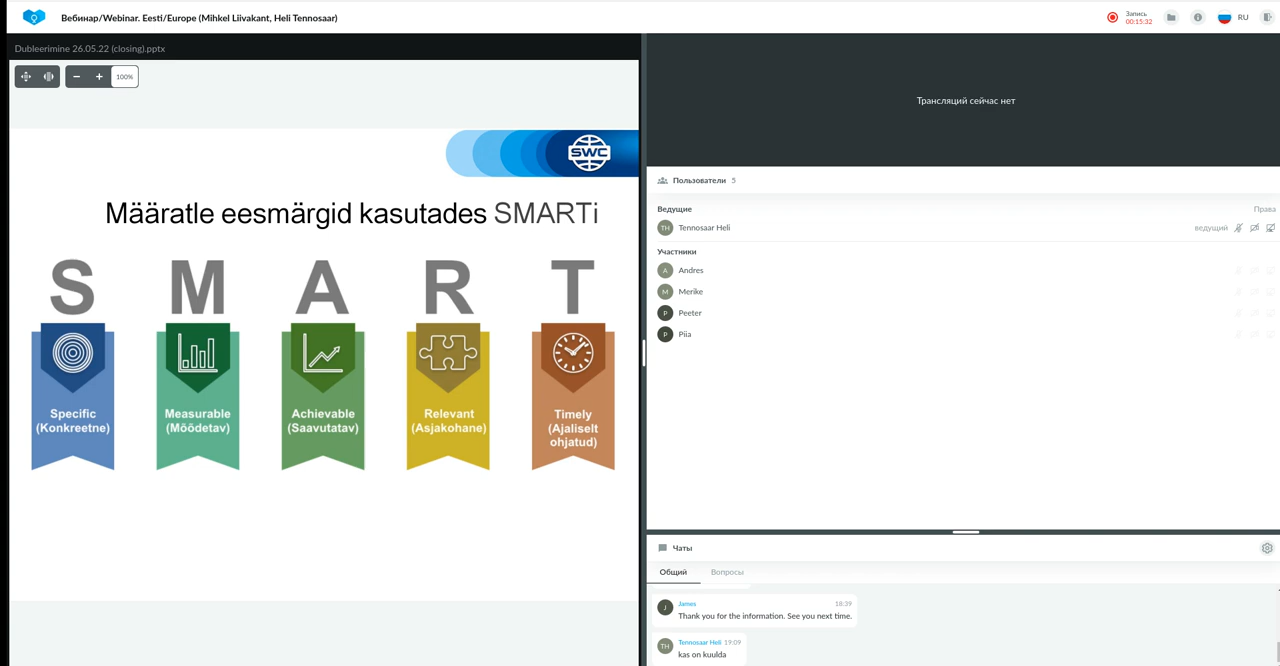 Вебинар/Webinar. Eesti/Europe (Mihkel Liivakant, Heli Tennosaar)
Запись
00:15:32
RU
Dubleerimine 26.05.22 (closing).pptx
100%
SWC
Määratle eesmärgid kasutades SMARTi
S M A R T
Specific
(Konkreetne)
Measurable
(Mõõdetav)
Achievable
(Saavutatav)
Relevant
(Asjakohane)
Timely
(Ajaliselt
ohjatud)
Трансляций сейчас нет
Пользователи 5
Ведущие Права
TH Tennosaar Heli ведущий
Участники
A Andres
M Merike
P Peeter
P Piia
Чаты
Общий Вопросы
J James 18:39
Thank you for the information. See you next time.
TH Tennosaar Heli 19:09
kas on kuulda